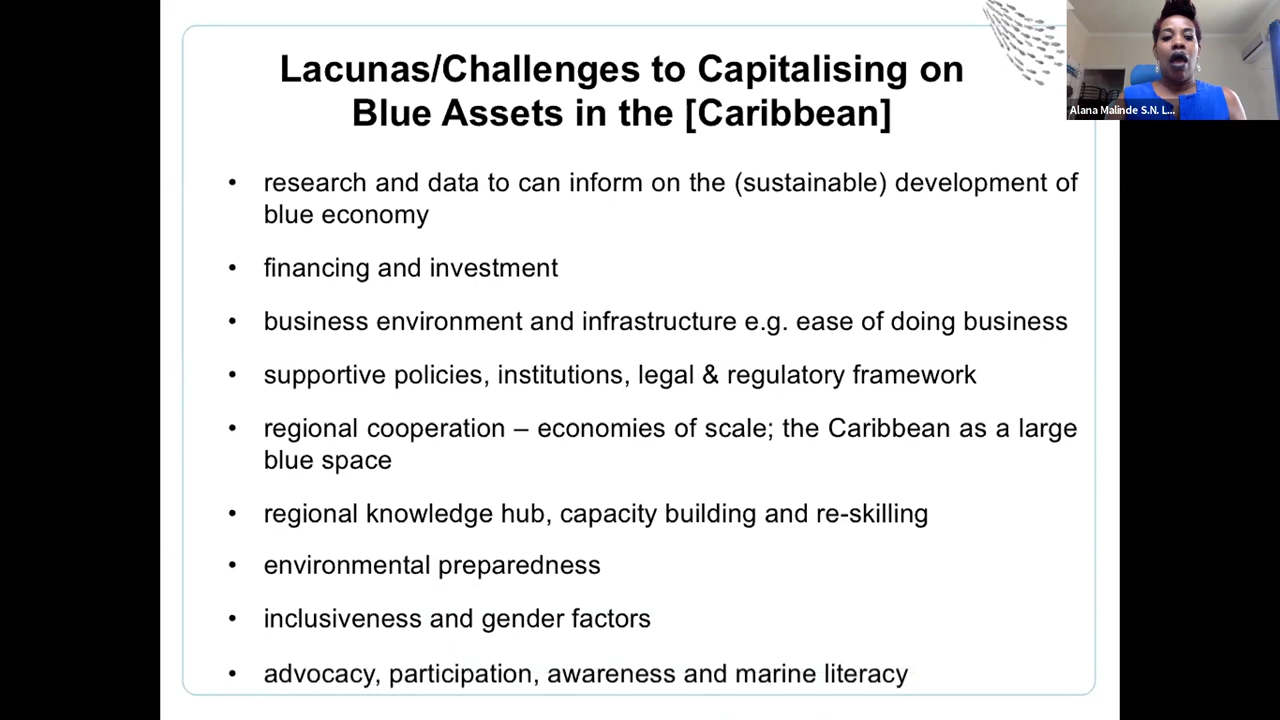 Lacunas/Challenges to Capitalising on
Blue Assets in the [Caribbean]
• research and data to can inform on the (sustainable) development of
blue economy
• financing and investment
• business environment and infrastructure e.g. ease of doing business
• supportive policies, institutions, legal & regulatory framework
• regional cooperation – economies of scale; the Caribbean as a large
blue space
• regional knowledge hub, capacity building and re-skilling
• environmental preparedness
• inclusiveness and gender factors
• advocacy, participation, awareness and marine literacy
Alana Malinde S.N. L...